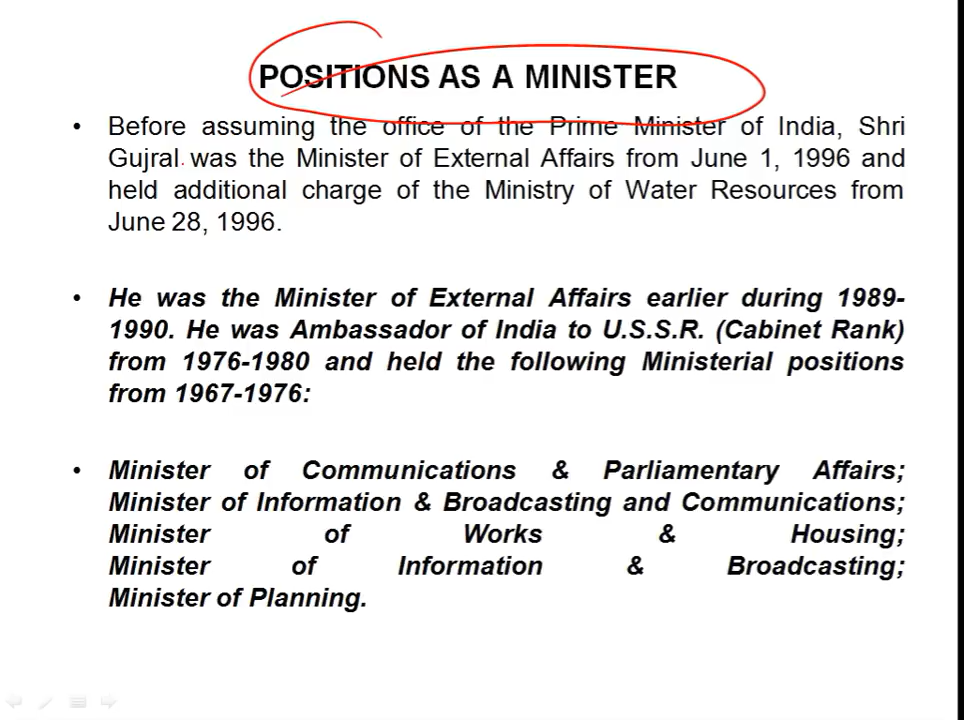 POSITIONS AS A MINISTER
• Before assuming the office of the Prime Minister of India, Shri
Gujral was the Minister of External Affairs from June 1, 1996 and
held additional charge of the Ministry of Water Resources from
June 28, 1996.
• He was the Minister of External Affairs earlier during 1989-
1990. He was Ambassador of India to U.S.S.R. (Cabinet Rank)
from 1976-1980 and held the following Ministerial positions
from 1967-1976:
• Minister of Communications & Parliamentary Affairs;
Minister of Information & Broadcasting and Communications;
Minister of Works & Housing;
Minister of Information & Broadcasting;
Minister of Planning.